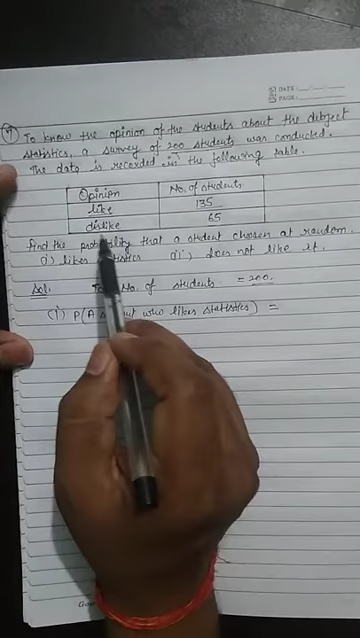 DATE:
PAGE:
7 To know the opinion of the students about the subject
statistics, a survey of 200 students was conducted.
The data is recorded in the following table.
Opinion No. of students
like 135
dislike 65
find the probability that a student chosen at random.
(i) likes statistics (ii) does not like it.
Sol. No. of students = 200.
(i) P(A who likes statistics) =